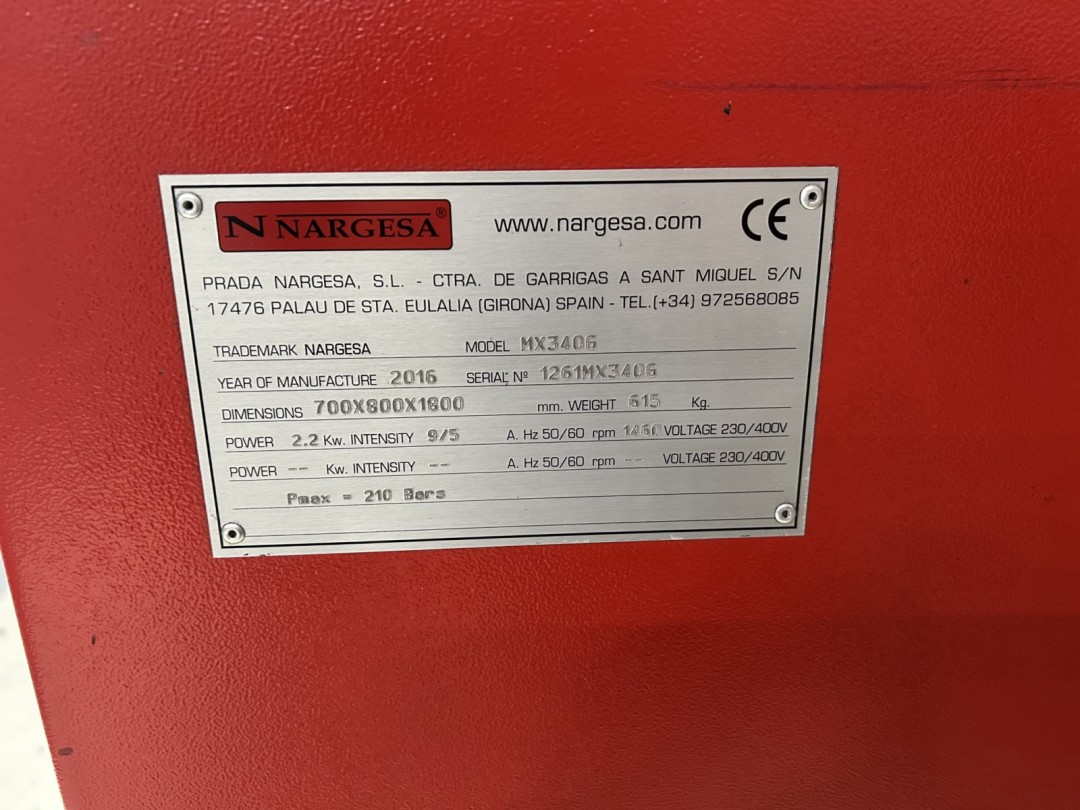 N NARGESA® www.nargesa.com CE
PRADA NARGESA, S.L. - CTRA. DE GARRIGAS A SANT MIQUEL S/N
17476 PALAU DE STA. EULALIA (GIRONA) SPAIN - TEL.(+34) 972568085
TRADEMARK NARGESA MODEL MX3406
YEAR OF MANUFACTURE 2016 SERIAL Nº 1261MX3406
DIMENSIONS 700X800X1800 mm. WEIGHT 615 Kg.
POWER 2.2 Kw. INTENSITY 9/5 A. Hz 50/60 rpm 1460 VOLTAGE 230/400V
POWER -- Kw. INTENSITY -- A. Hz 50/60 rpm -- VOLTAGE 230/400V
Pmax = 210 Bars